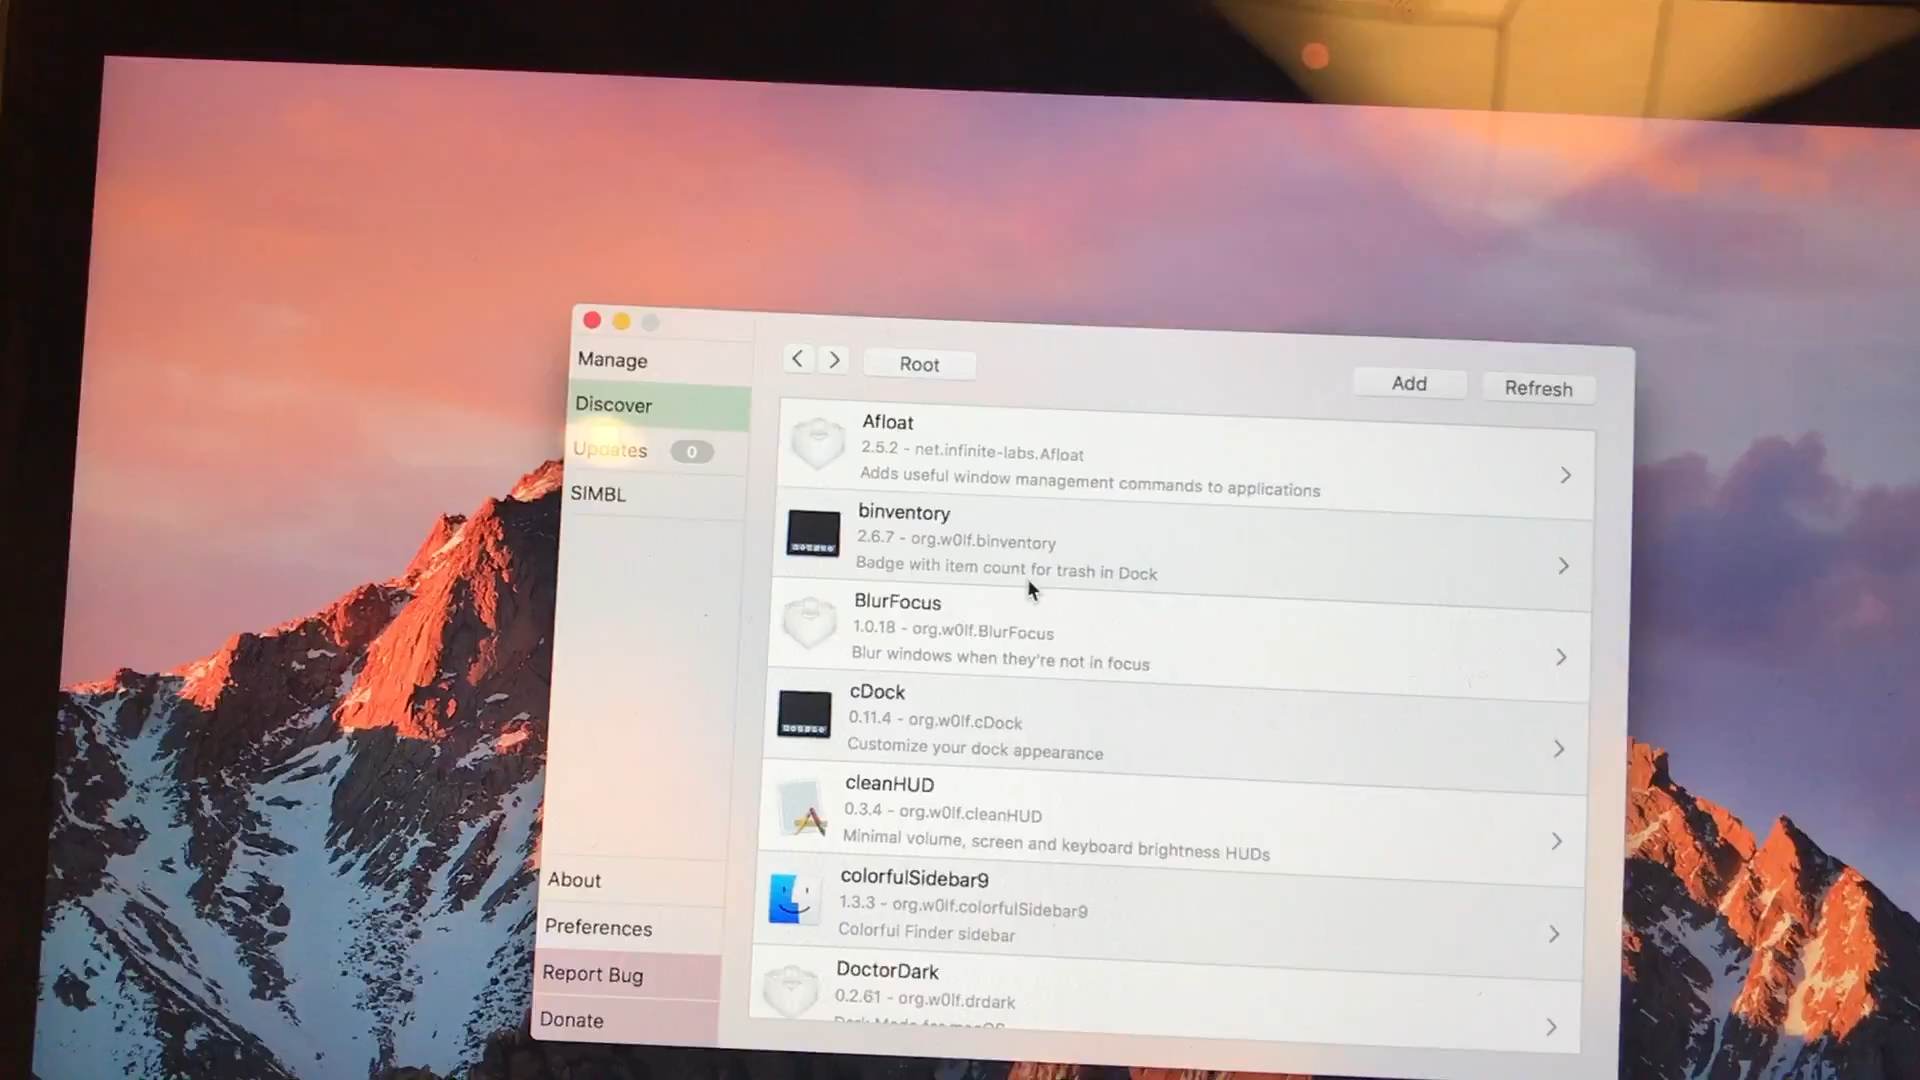 Manage
Discover
Updates 0
SIMBL
About
Preferences
Report Bug
Donate
Root
Add
Refresh
Afloat
2.5.2 - net.infinite-labs.Afloat
Adds useful window management commands to applications
binventory
2.6.7 - org.w0lf.binventory
Badge with item count for trash in Dock
BlurFocus
1.0.18 - org.w0lf.BlurFocus
Blur windows when they're not in focus
cDock
0.11.4 - org.w0lf.cDock
Customize your dock appearance
cleanHUD
0.3.4 - org.w0lf.cleanHUD
Minimal volume, screen and keyboard brightness HUDs
colorfulSidebar9
1.3.3 - org.w0lf.colorfulSidebar9
Colorful Finder sidebar
DoctorDark
0.2.61 - org.w0lf.drdark